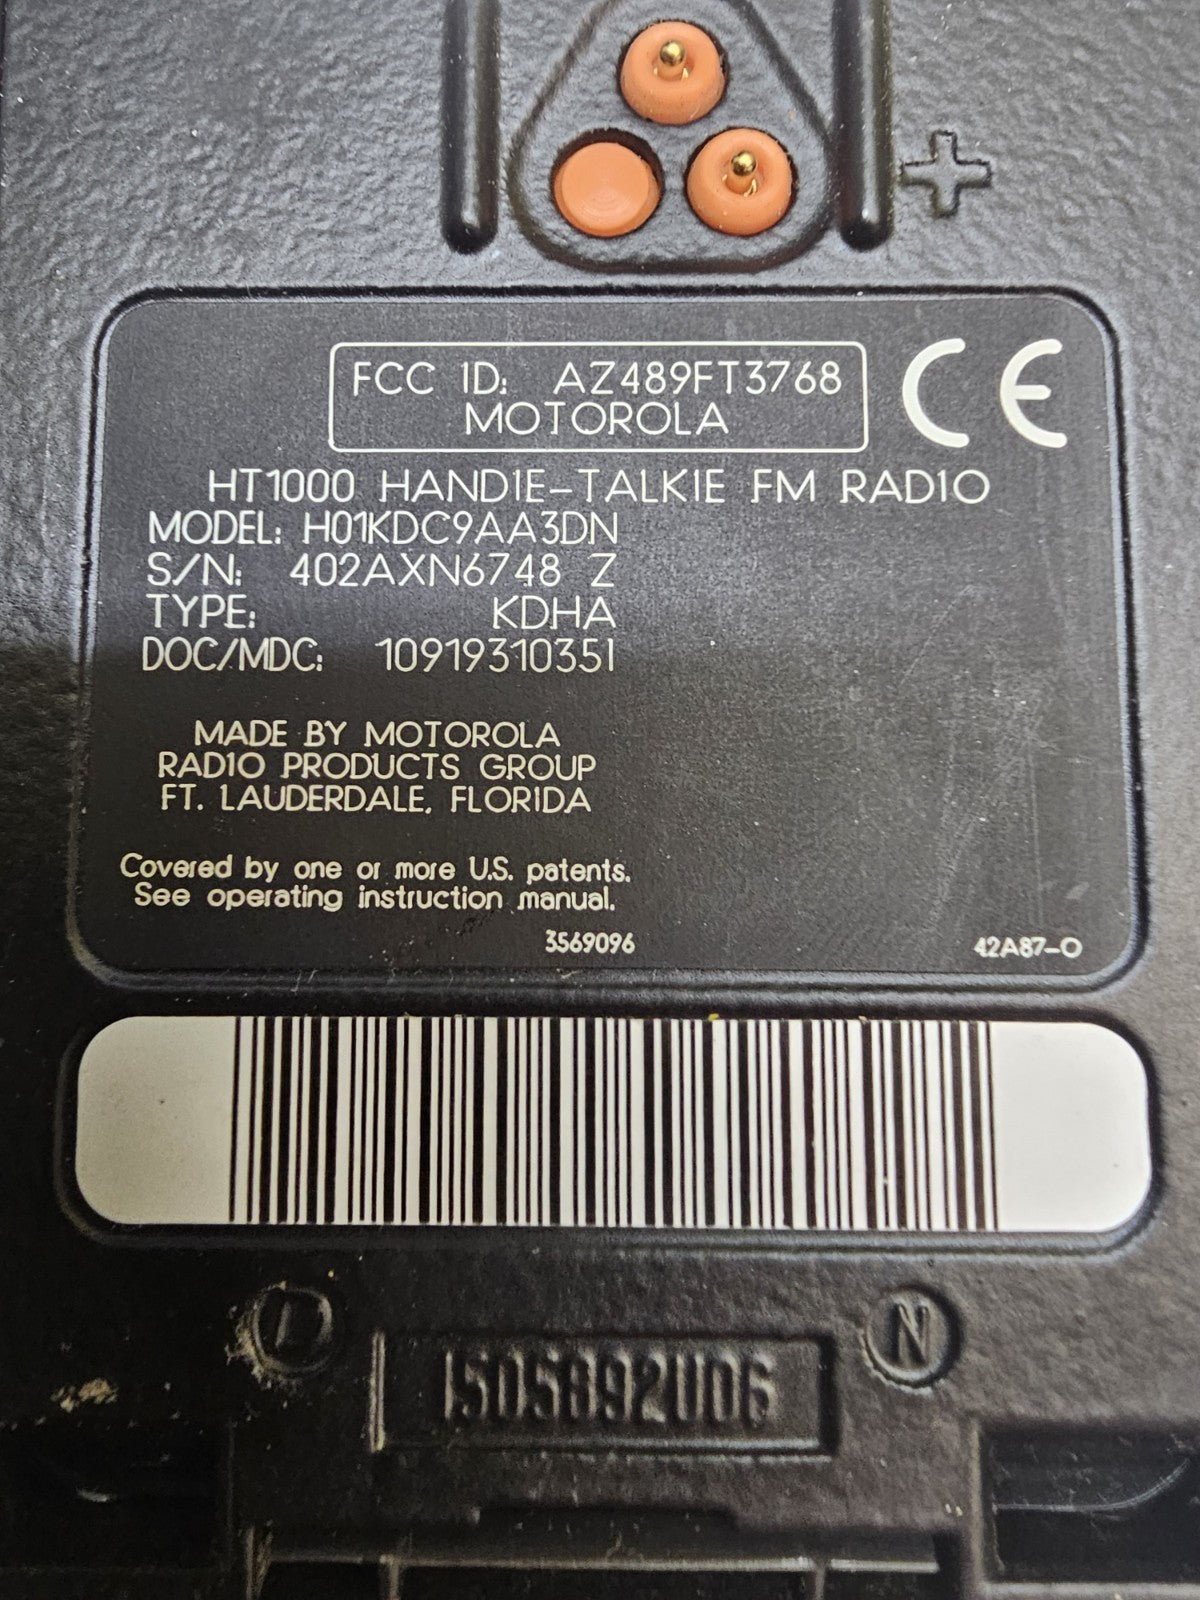 +
FCC ID: AZ489FT3768
MOTOROLA
CE
HT1000 HANDIE-TALKIE FM RADIO
MODEL: H01KDC9AA3DN
S/N: 402AXN6748 Z
TYPE: KDHA
DOC/MDC: 10919310351
MADE BY MOTOROLA
RADIO PRODUCTS GROUP
FT. LAUDERDALE, FLORIDA
Covered by one or more U.S. patents.
See operating instruction manual.
3569096
42A87-0
N
1505892U06